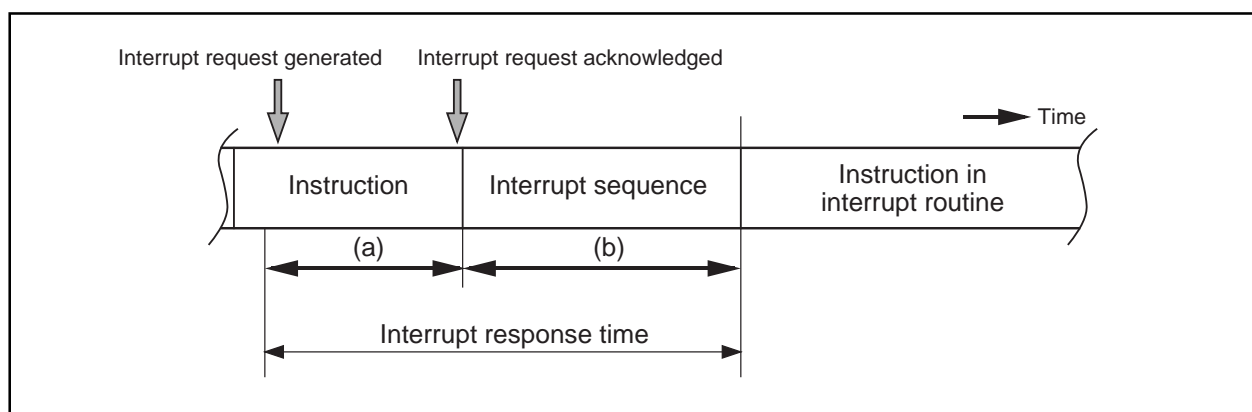 Interrupt request generated
Interrupt request acknowledged
Time
Instruction
Interrupt sequence
Instruction in
interrupt routine
(a)
(b)
Interrupt response time